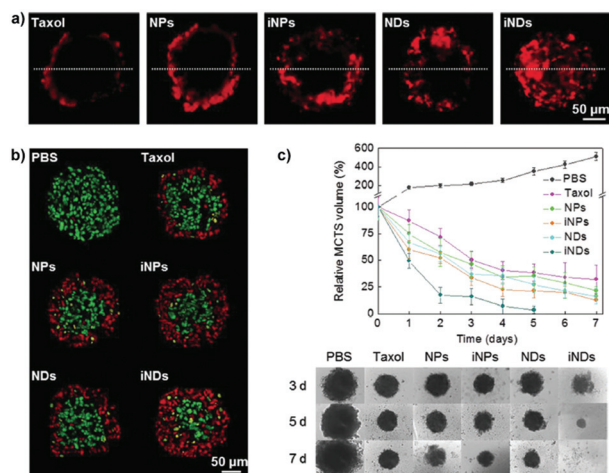 a)
Taxol
NPs
iNPs
NDs
iNDs
50 µm
b)
PBS
Taxol
NPs
iNPs
NDs
iNDs
50 µm
c)
Relative MCTS volume (%)
600
400
200
100
75
50
25
0
PBS
Taxol
NPs
iNPs
NDs
iNDs
0 1 2 3 4 5 6 7
Time (days)
PBS Taxol NPs iNPs NDs iNDs
3 d
5 d
7 d